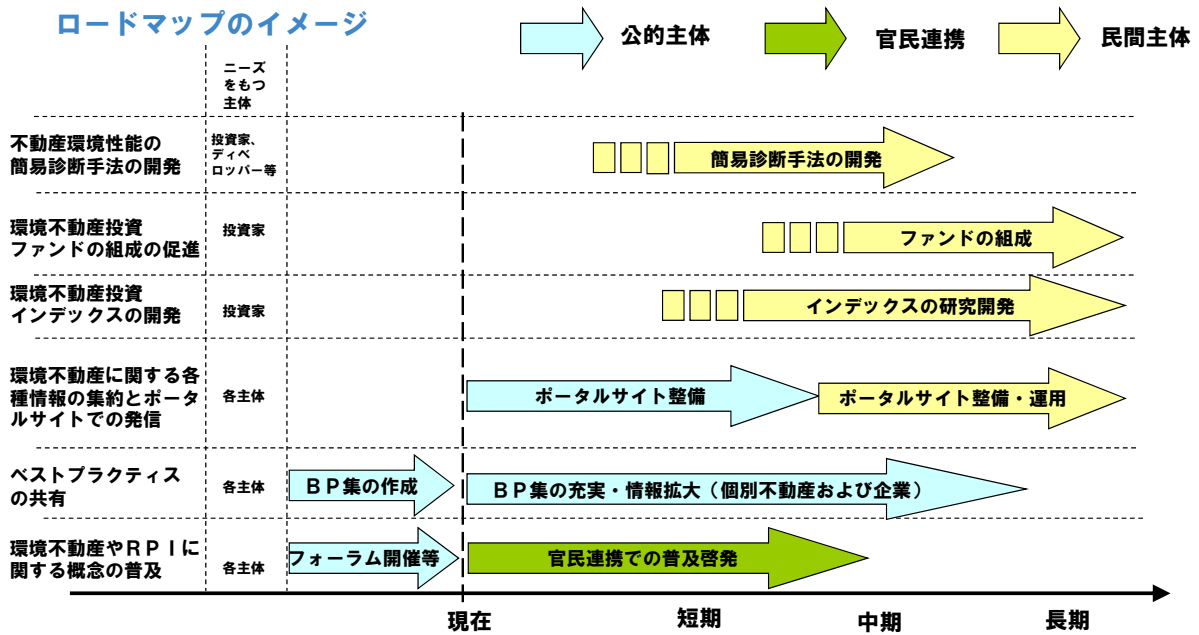 ロードマップのイメージ
公的主体
官民連携
民間主体
ニーズ
をもつ
主体
不動産環境性能の
簡易診断手法の開発
投資家、
ディベ
ロッパー等
簡易診断手法の開発
環境不動産投資
ファンドの組成の促進
投資家
ファンドの組成
環境不動産投資
インデックスの開発
投資家
インデックスの研究開発
環境不動産に関する各
種情報の集約とポータ
ルサイトでの発信
各主体
ポータルサイト整備
ポータルサイト整備・運用
ベストプラクティス
の共有
各主体
ＢＰ集の作成
ＢＰ集の充実・情報拡大（個別不動産および企業）
環境不動産やＲＰＩに
関する概念の普及
各主体
フォーラム開催等
官民連携での普及啓発
現在
短期
中期
長期